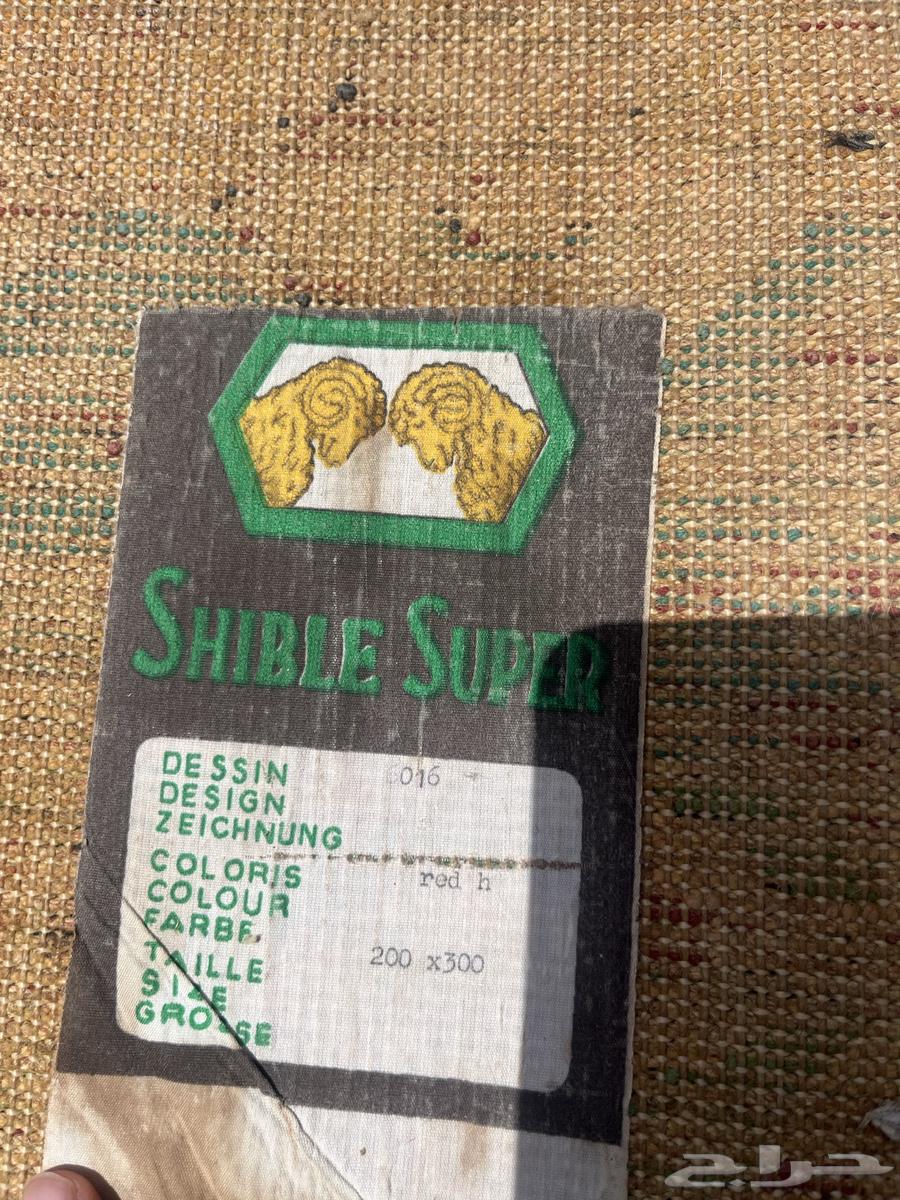 SHIBLE SUPER
DESSIN 016
DESIGN
ZEICHNUNG
COLORIS red h
COLOUR
FARBE
TAILLE 200 x300
SIZE
GROSSE
حراج